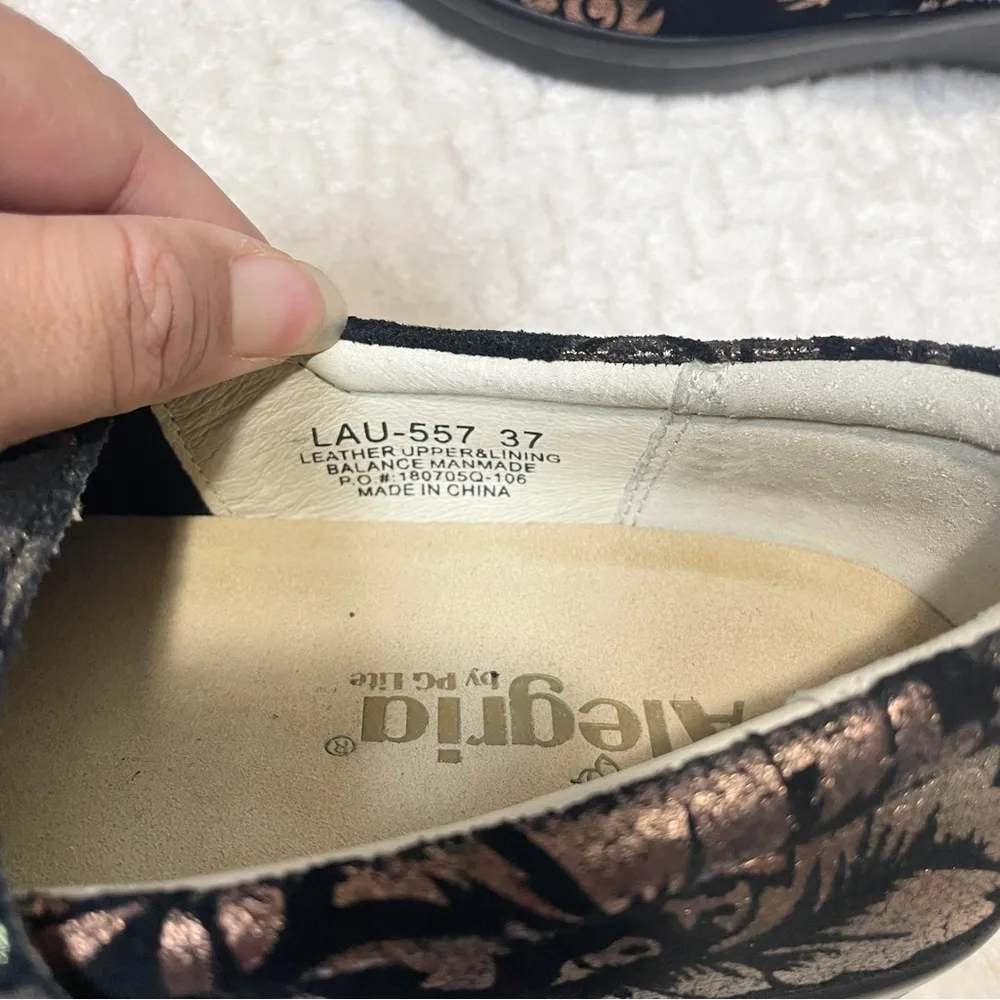 LAU-557 37
LEATHER UPPER&LINING
BALANCE MANMADE
P.O.#:180705Q-106
MADE IN CHINA
Alegria®
by PG Lite